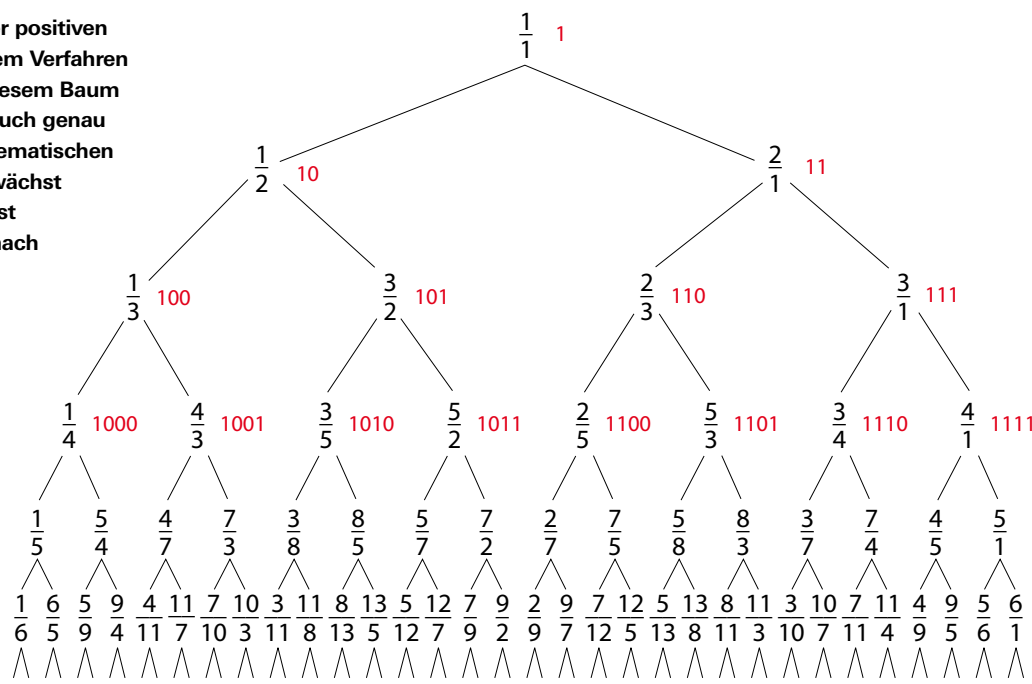 er positiven
em Verfahren
iesem Baum
uch genau
ematischen
wächst
st
nach
1/1 1
1/2 10 2/1 11
1/3 100 3/2 101 2/3 110 3/1 111
1/4 1000 4/3 1001 3/5 1010 5/2 1011 2/5 1100 5/3 1101 3/4 1110 4/1 1111
1/5 5/4 4/7 7/3 3/8 8/5 5/7 7/2 2/7 7/5 5/8 8/3 3/7 7/4 4/5 5/1
1/6 6/5 5/9 9/4 4/11 11/7 7/10 10/3 3/11 11/8 8/13 13/5 5/12 12/7 7/9 9/2 2/9 9/7 7/12 12/5 5/13 13/8 8/11 11/3 3/10 10/7 7/11 11/4 4/9 9/5 5/6 6/1